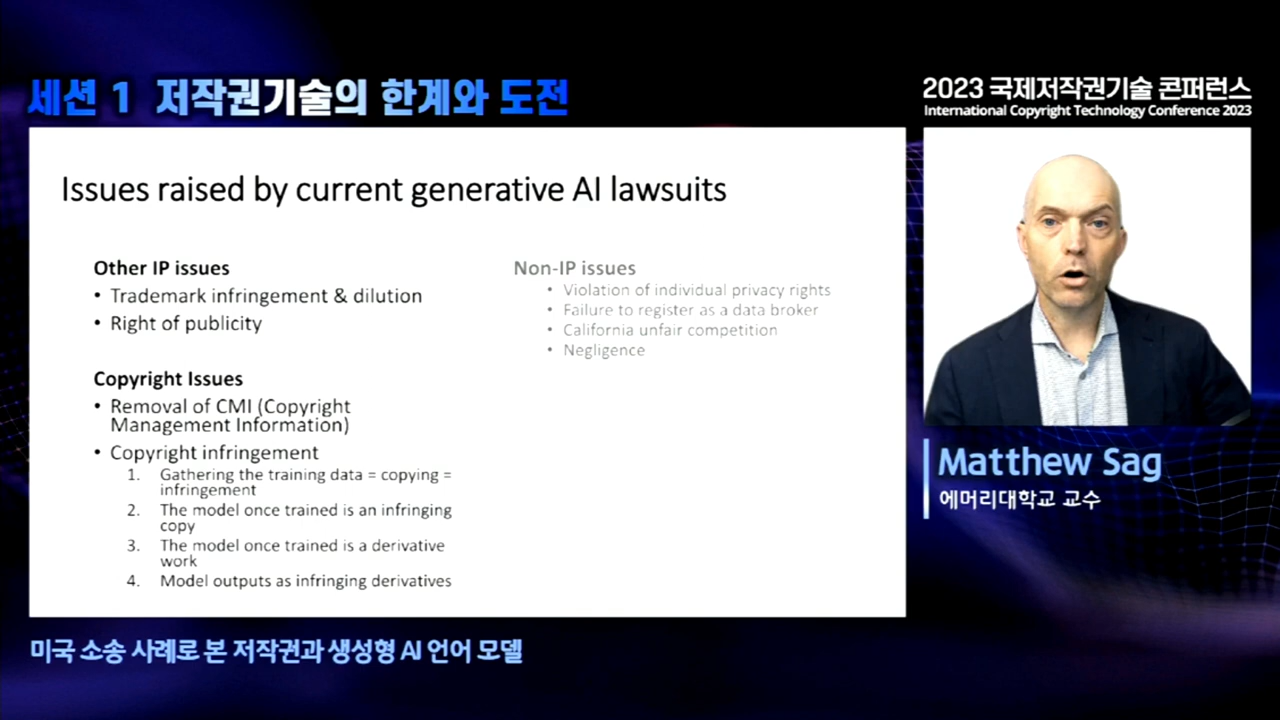 세션 1 저작권기술의 한계와 도전
2023 국제저작권기술 콘퍼런스
International Copyright Technology Conference 2023
Issues raised by current generative AI lawsuits
Other IP issues
• Trademark infringement & dilution
• Right of publicity
Copyright Issues
• Removal of CMI (Copyright
Management Information)
• Copyright infringement
1. Gathering the training data = copying =
infringement
2. The model once trained is an infringing
copy
3. The model once trained is a derivative
work
4. Model outputs as infringing derivatives
Non-IP issues
• Violation of individual privacy rights
• Failure to register as a data broker
• California unfair competition
• Negligence
Matthew Sag
에머리대학교 교수
미국 소송 사례로 본 저작권과 생성형 AI 언어 모델